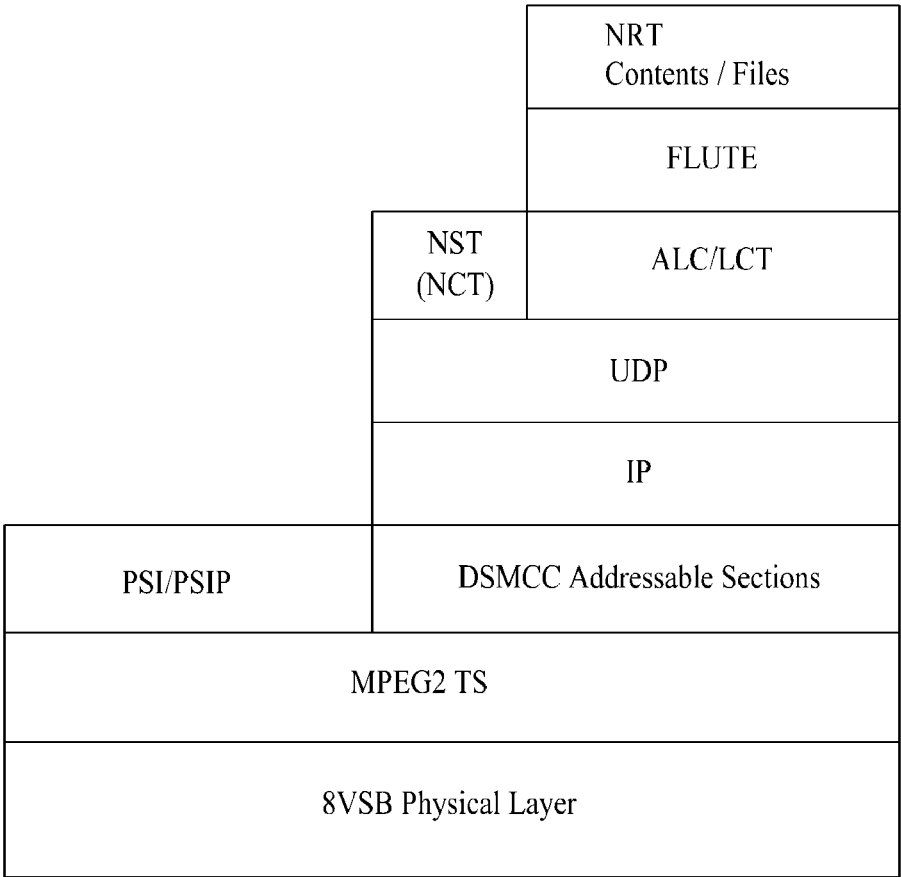 NRT
Contents / Files
FLUTE
NST
(NCT)
ALC/LCT
UDP
IP
PSI/PSIP
DSMCC Addressable Sections
MPEG2 TS
8VSB Physical Layer